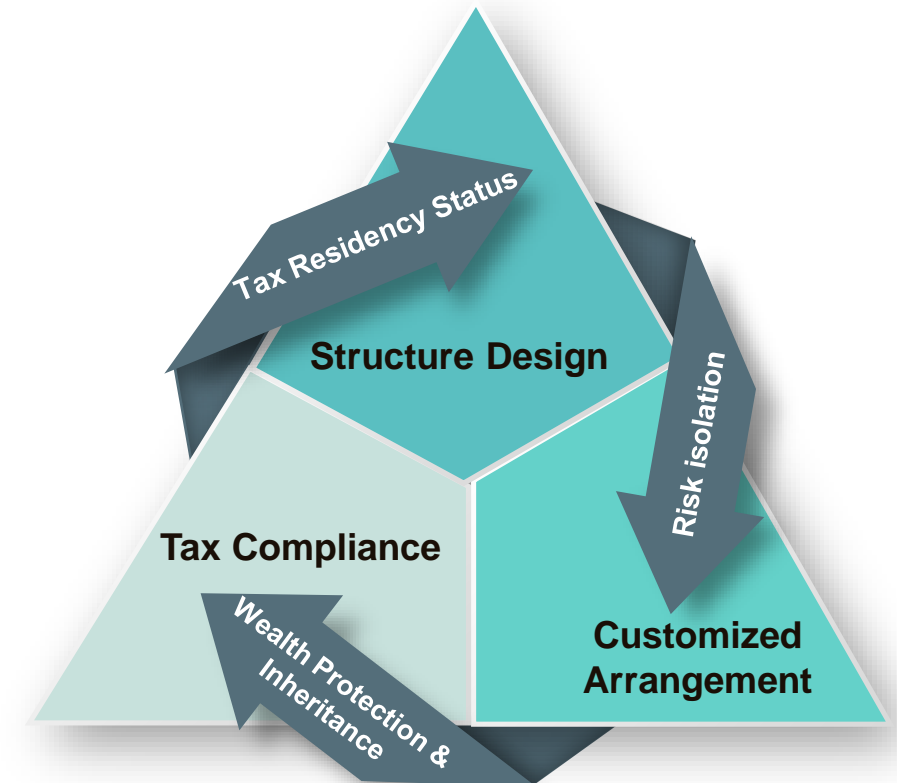 Tax Residency Status
Structure Design
Risk isolation
Tax Compliance
Customized
Arrangement
Wealth Protection &
Inheritance